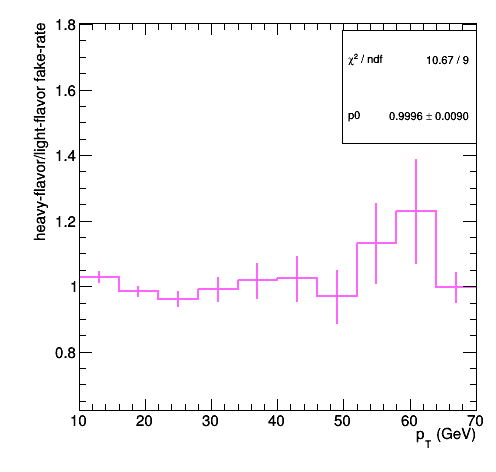 heavy-flavor/light-flavor fake-rate
1.8
1.6
1.4
1.2
1
0.8
χ² / ndf 10.67 / 9
p0 0.9996 ± 0.0090
10 20 30 40 50 60 70
p_T (GeV)